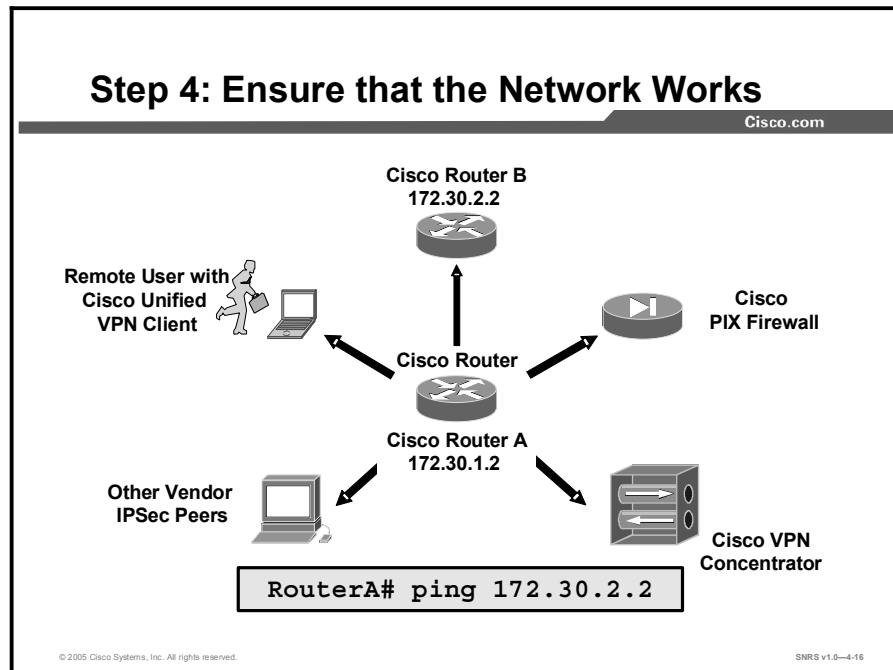 Step 4: Ensure that the Network Works
Cisco.com
Cisco Router B
172.30.2.2
Remote User with
Cisco Unified
VPN Client
Cisco
PIX Firewall
Cisco Router
Cisco Router A
172.30.1.2
Other Vendor
IPSec Peers
Cisco VPN
Concentrator
RouterA# ping 172.30.2.2
© 2005 Cisco Systems, Inc. All rights reserved.
SNRS v1.0—4-16